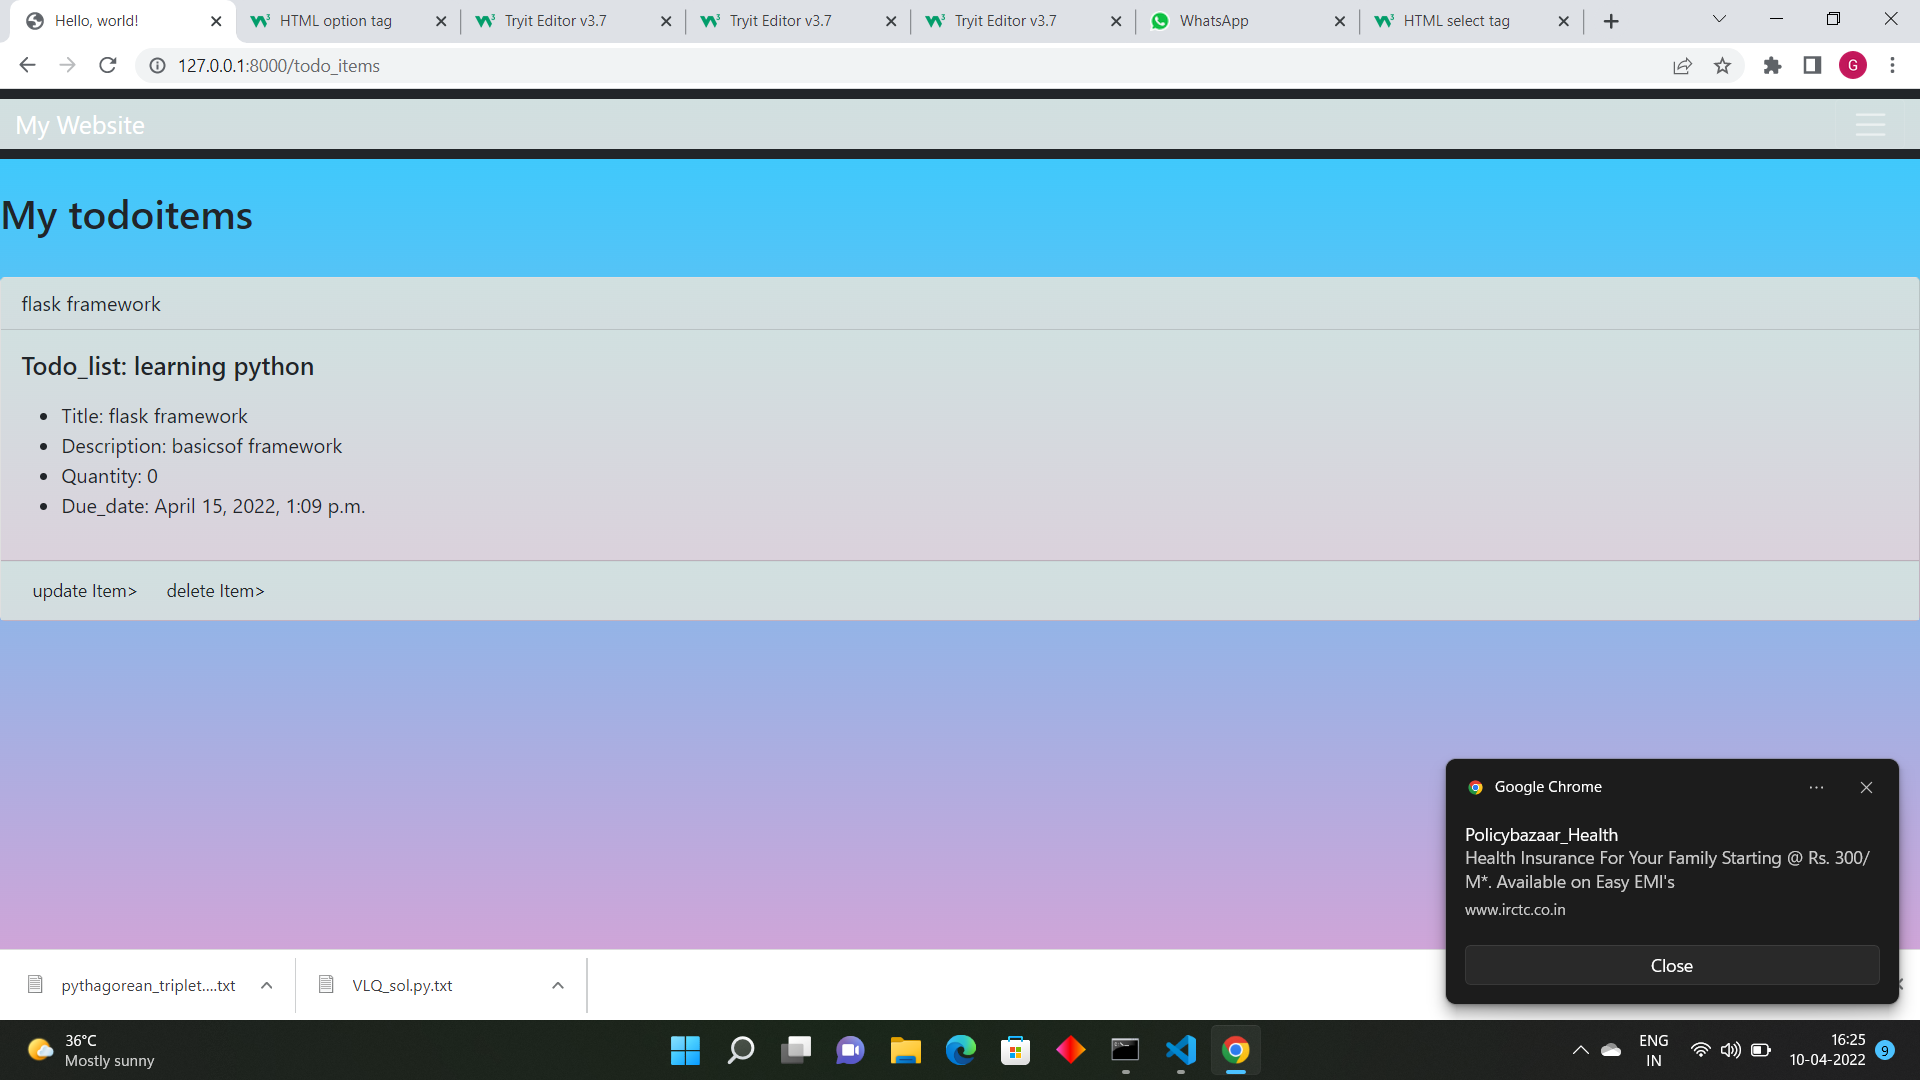 Hello, world!
HTML option tag
Tryit Editor v3.7
Tryit Editor v3.7
Tryit Editor v3.7
WhatsApp
HTML select tag
127.0.0.1:8000/todo_items
G
My Website
My todoitems
flask framework
Todo_list: learning python
Title: flask framework
Description: basicsof framework
Quantity: 0
Due_date: April 15, 2022, 1:09 p.m.
update Item>
delete Item>
Google Chrome
Policybazaar_Health
Health Insurance For Your Family Starting @ Rs. 300/
M*. Available on Easy EMI's
www.irctc.co.in
Close
pythagorean_triplet....txt
VLQ_sol.py.txt
36°C
Mostly sunny
ENG
IN
16:25
10-04-2022
9